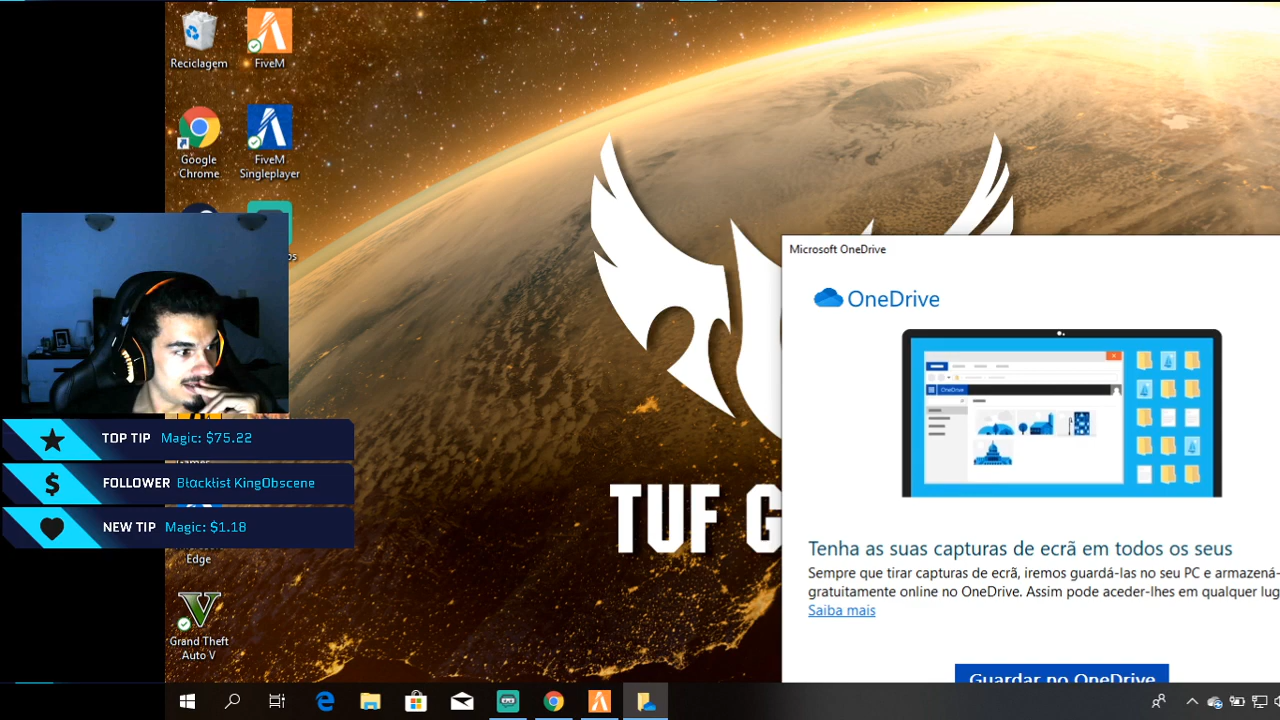 Reciclagem
FiveM
Google
Chrome
FiveM
Singleplayer
os
Microsoft OneDrive
OneDrive
OneDrive
TOP TIP Magic: $75.22
FOLLOWER Blacklist KingObscene
NEW TIP Magic: $1.18
TUF G
Edge
Tenha as suas capturas de ecrã em todos os seus
Sempre que tirar capturas de ecrã, iremos guardá-las no seu PC e armazená-
gratuitamente online no OneDrive. Assim pode aceder-lhes em qualquer lug
Saiba mais
Grand Theft
Auto V
Guardar no OneDrive